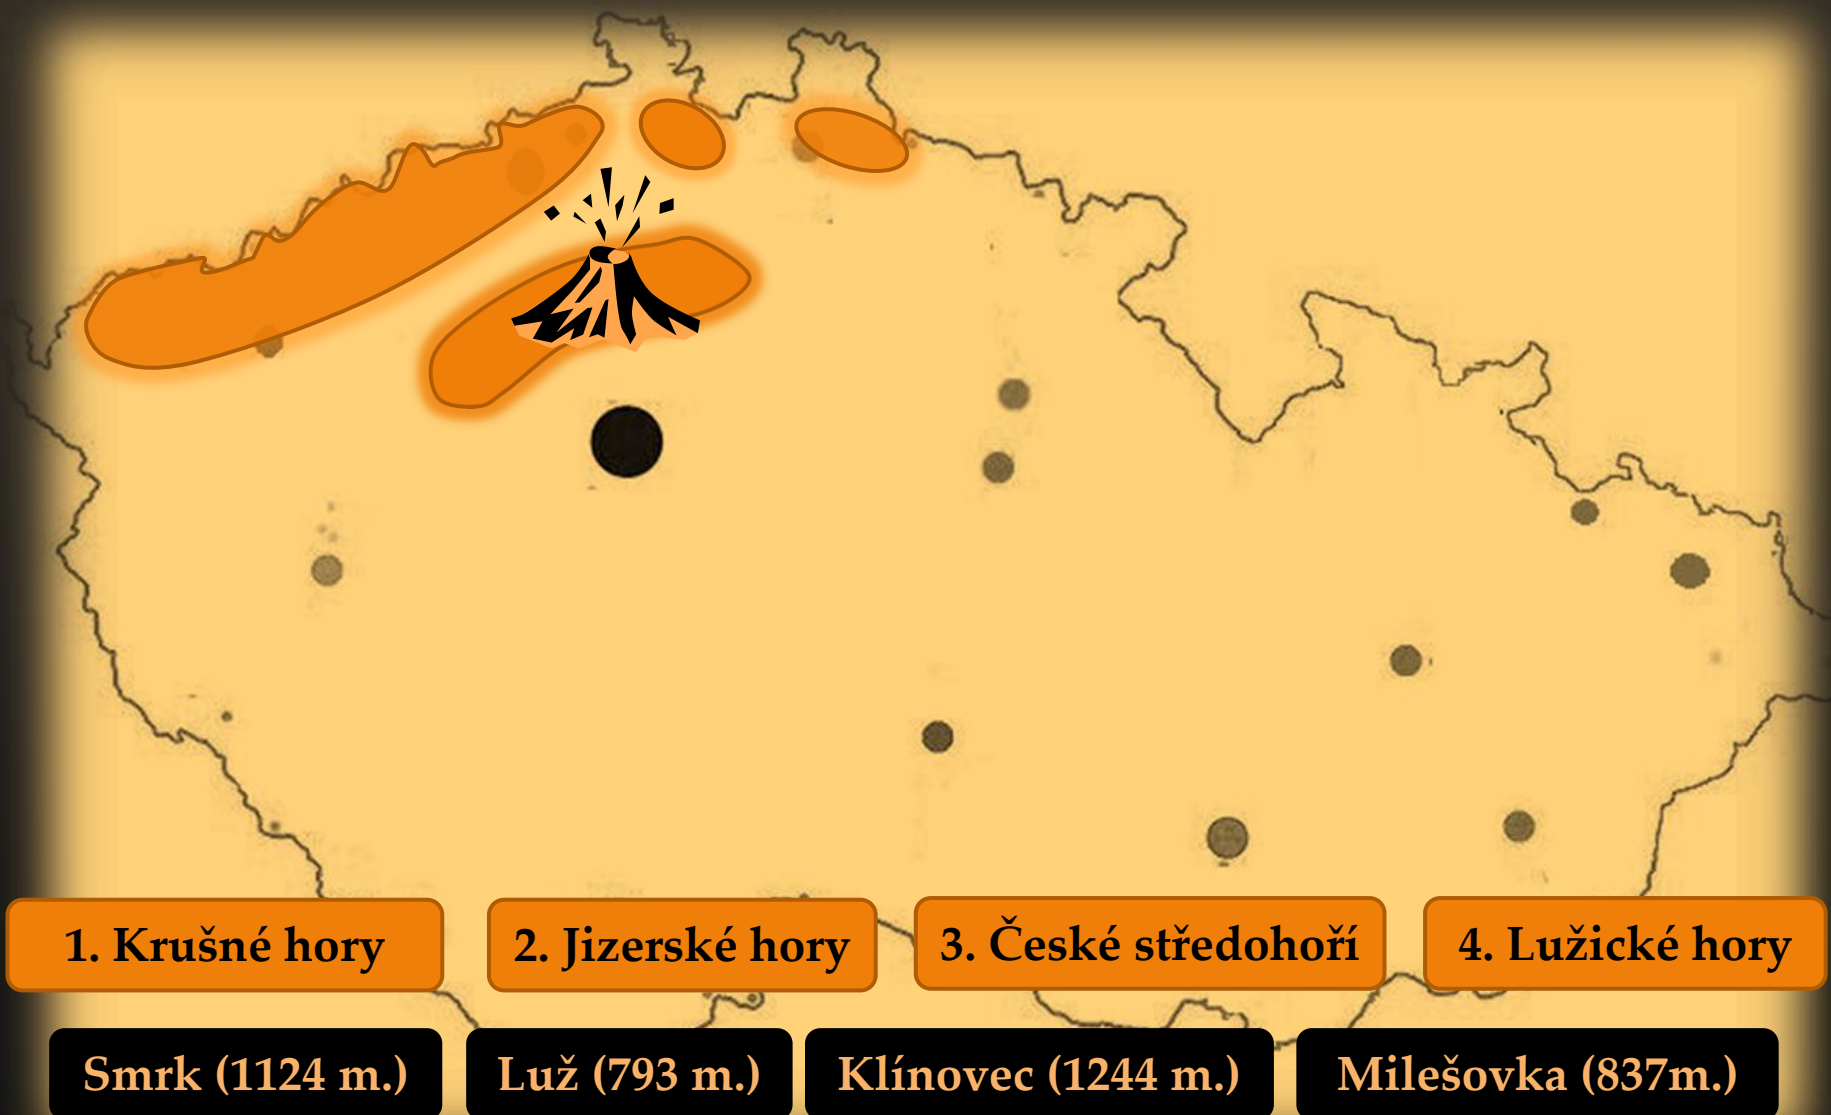 1. Krušné hory
2. Jizerské hory
3. České středohoří
4. Lužické hory
Smrk (1124 m.)
Luž (793 m.)
Klínovec (1244 m.)
Milešovka (837m.)